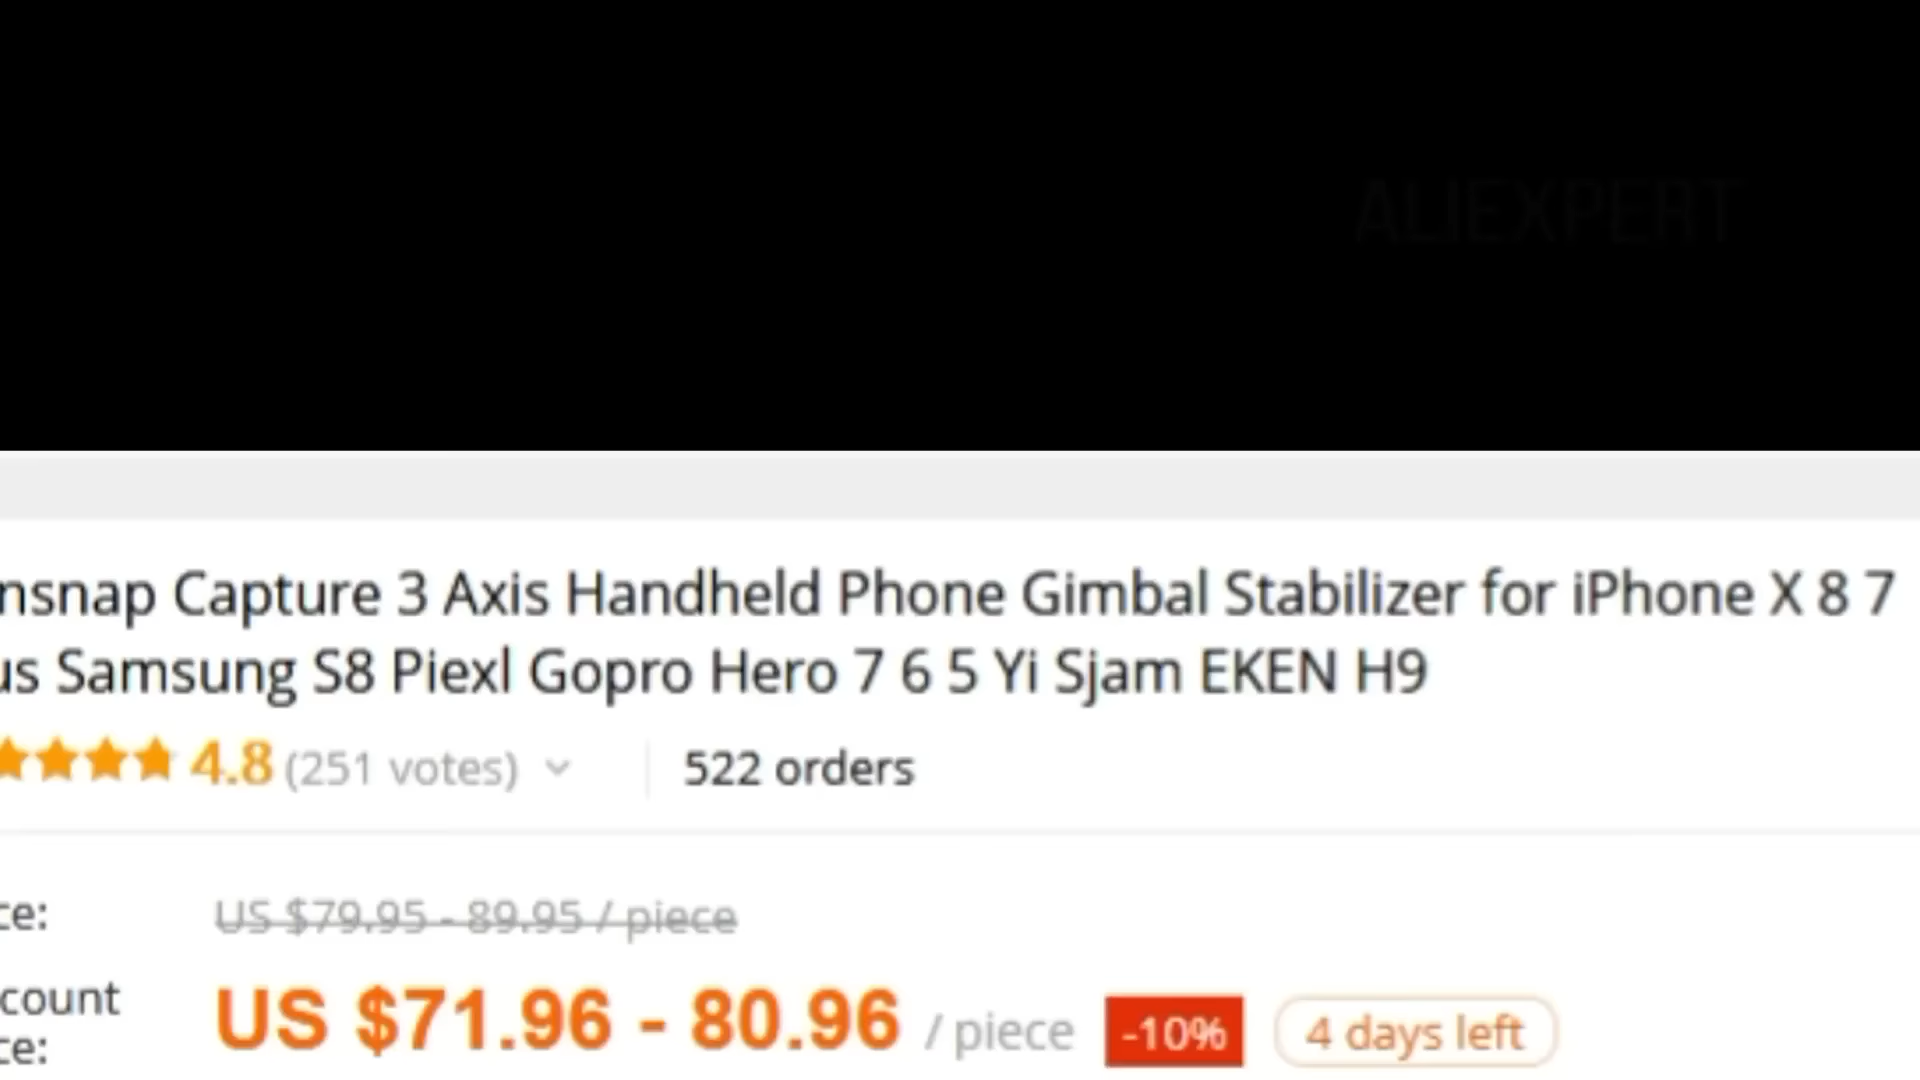 ALIEXPERT
nsnap Capture 3 Axis Handheld Phone Gimbal Stabilizer for iPhone X 8 7
us Samsung S8 Piexl Gopro Hero 7 6 5 Yi Sjam EKEN H9
4.8 (251 votes) 522 orders
ce: US $79.95 - 89.95 / piece
count
ce: US $71.96 - 80.96 / piece -10% 4 days left